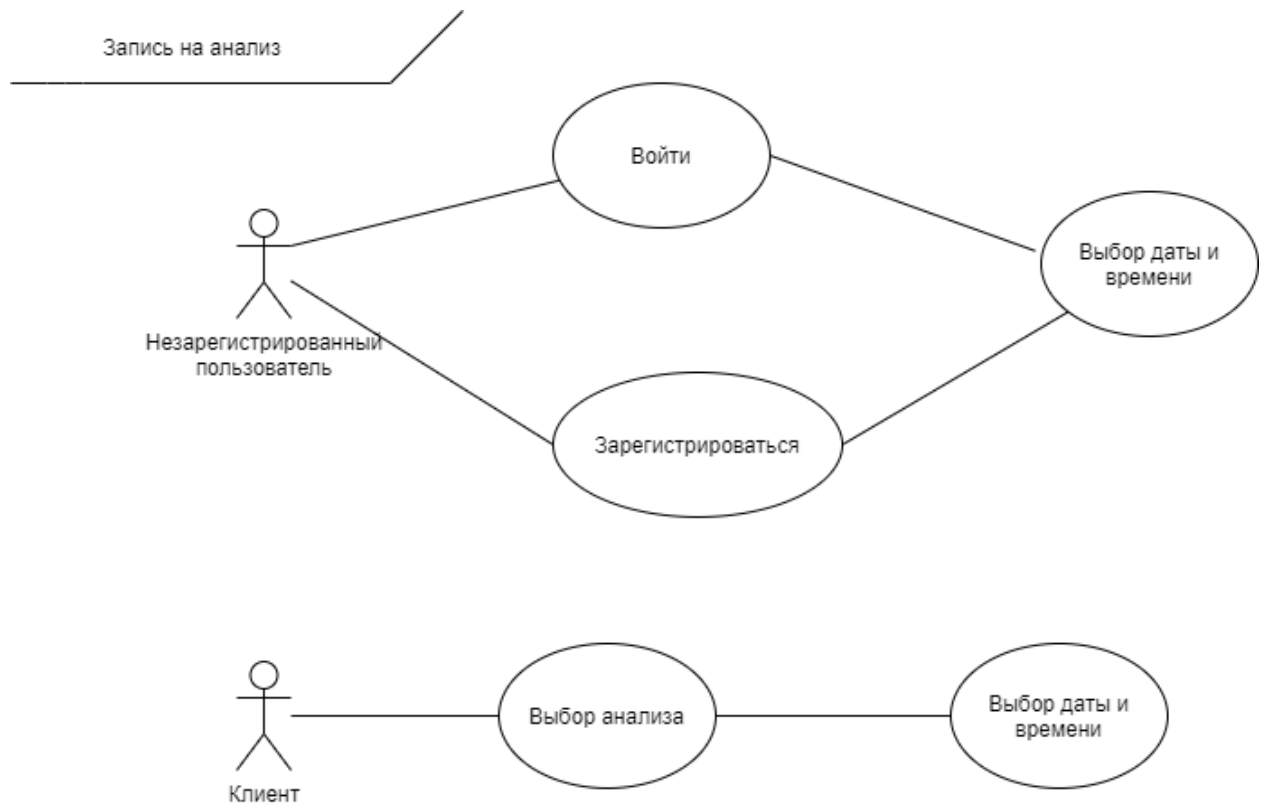 Запись на анализ
Войти
Выбор даты и
времени
Незарегистрированный
пользователь
Зарегистрироваться
Выбор анализа
Выбор даты и
времени
Клиент